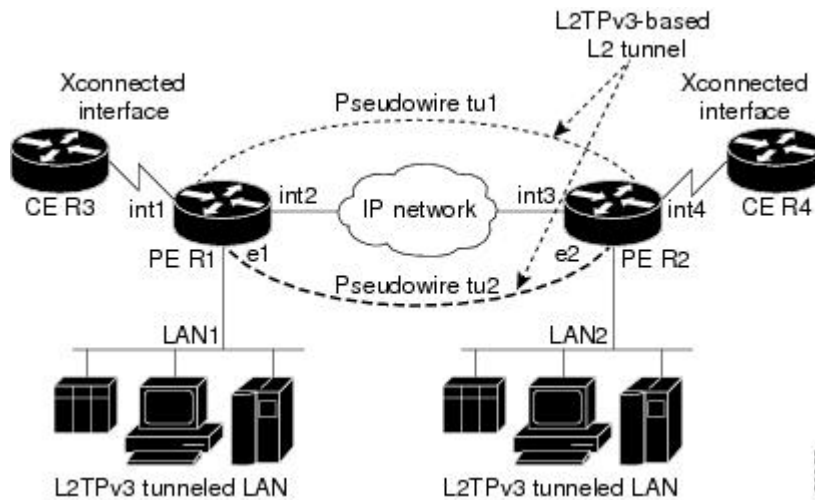 L2TPv3-based
L2 tunnel
Xconnected
interface
Pseudowire tu1
Xconnected
interface
CE R3
int1
int2
IP network
int3
int4
CE R4
PE R1
e1
e2
PE R2
Pseudowire tu2
LAN1
LAN2
L2TPv3 tunneled LAN
L2TPv3 tunneled LAN